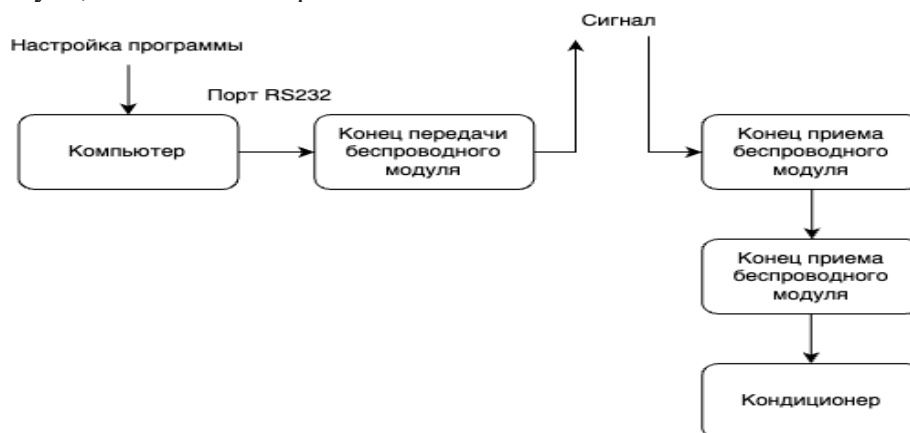 Сигнал
Настройка программы
Порт RS232
Компьютер
Конец передачи
беспроводного
модуля
Конец приема
беспроводного
модуля
Конец приема
беспроводного
модуля
Кондиционер